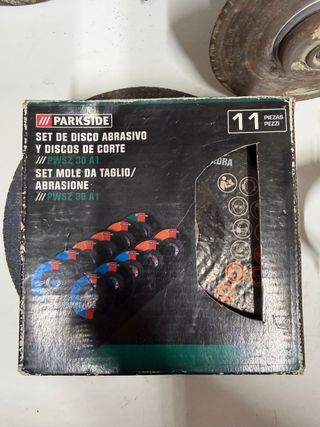 /// PARKSIDE
11 PIEZAS
PEZZI
SET DE DISCO ABRASIVO
Y DISCOS DE CORTE
/// PWSZ 30 A1
SET MOLE DA TAGLIO/
ABRASIONE
/// PWSZ 30 A1
EDRA